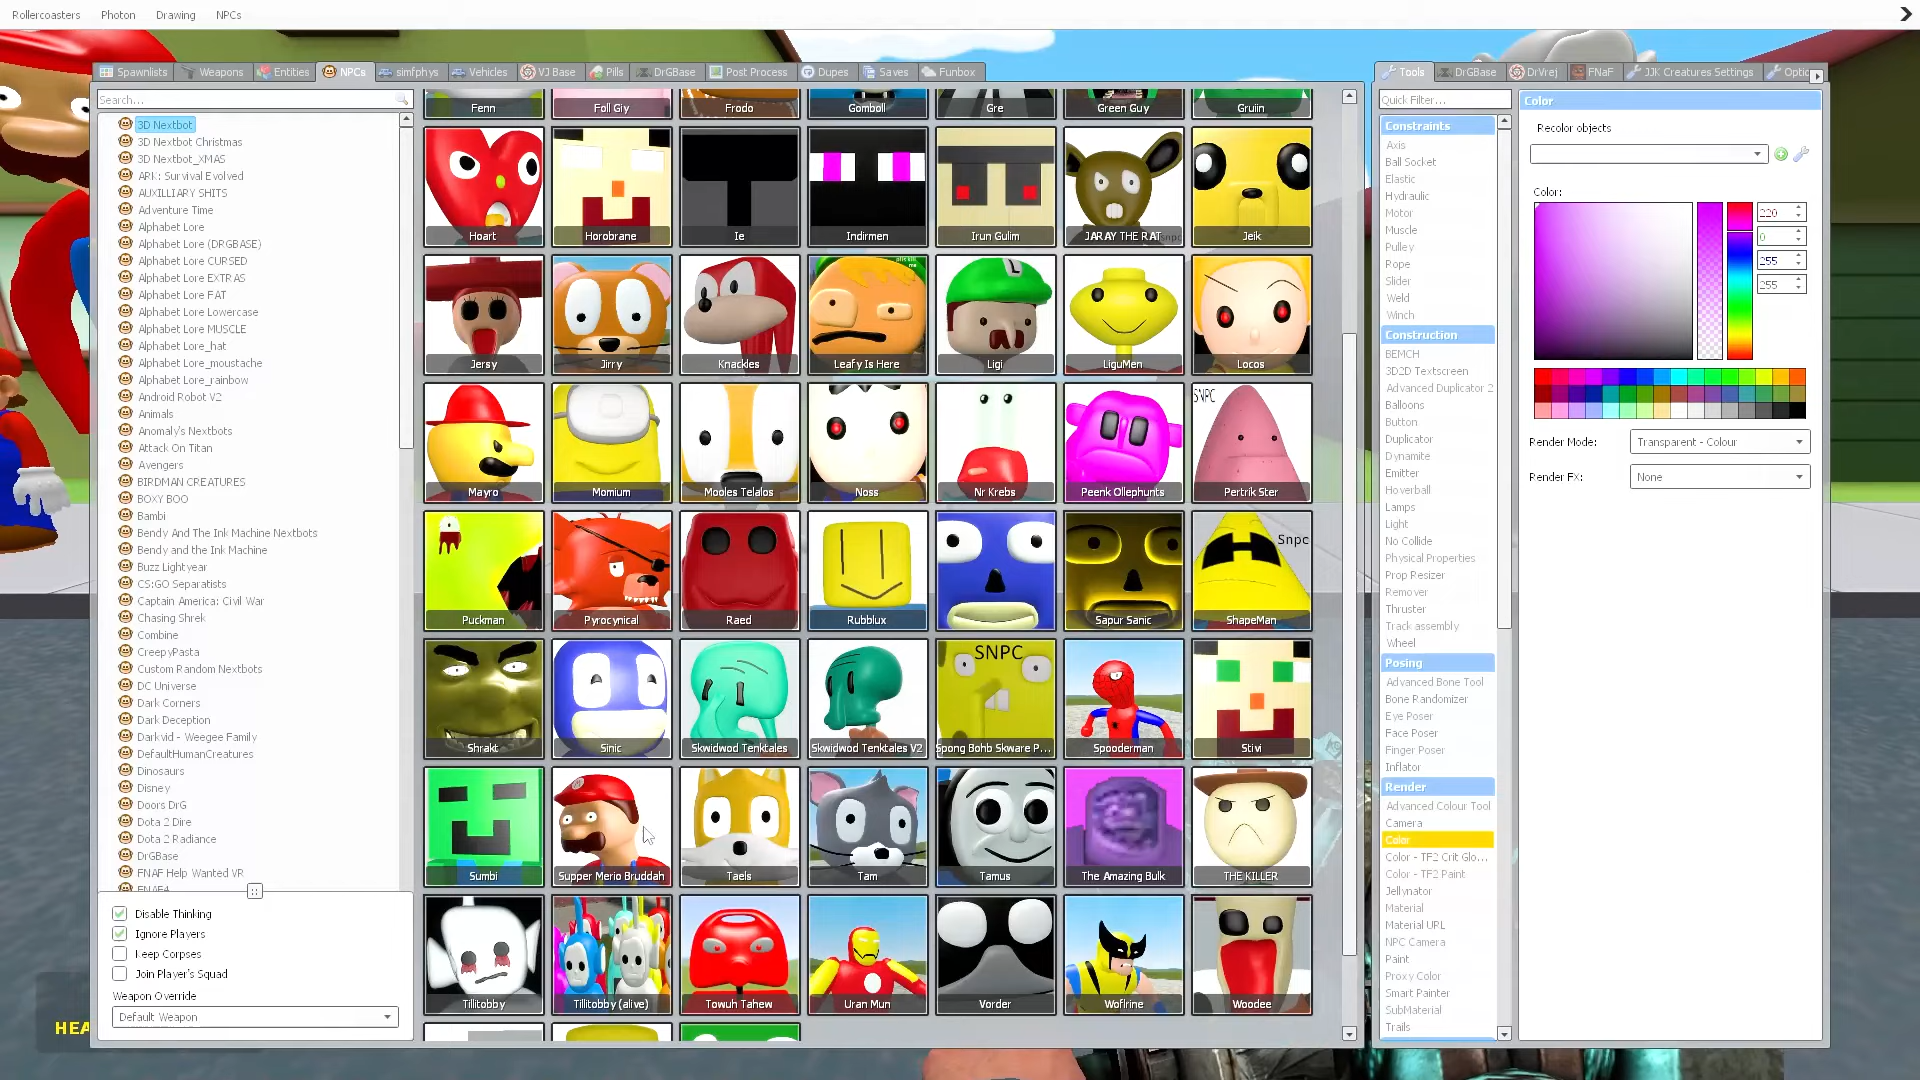 Rollercoasters Photon Drawing NPCs
Spawnlists Weapons Entities NPCs simfphys Vehicles VJ Base Pills DrGBase Post Process Dupes Saves Funbox
Tools DrGBase DrVrej FNaF JJK Creatures Settings Optio
Search...
3D Nextbot
3D Nextbot Christmas
3D Nextbot_XMAS
ARK: Survival Evolved
AUXILLIARY SHITS
Adventure Time
Alphabet Lore
Alphabet Lore (DRGBASE)
Alphabet Lore CURSED
Alphabet Lore EXTRAS
Alphabet Lore FAT
Alphabet Lore Lowercase
Alphabet Lore MUSCLE
Alphabet Lore_hat
Alphabet Lore_moustache
Alphabet Lore_rainbow
Android Robot V2
Animals
Anomaly's Nextbots
Attack On Titan
Avengers
BIRDMAN CREATURES
BOXY BOO
Bambi
Bendy And The Ink Machine Nextbots
Bendy and the Ink Machine
Buzz Lightyear
CS:GO Separatists
Captain America: Civil War
Chasing Shrek
Combine
CreepyPasta
Custom Random Nextbots
DC Universe
Dark Corners
Dark Deception
Darkvid - Weegee Family
DefaultHumanCreatures
Dinosaurs
Disney
Doors DrG
Dota 2 Dire
Dota 2 Radiance
DrGBase
FNAF Help Wanted VR
FNAF4
Disable Thinking
Ignore Players
Keep Corpses
Join Player's Squad
Weapon Override
Default Weapon
HEA
Fenn Foll Giy Frodo Gomboll Gre Green Guy Gruiin
Hoart Horobrane Ie Indirmen Irun Gulim JARAY THE RAT snpc Jeik
Jersy Jirry Knackles Leafy Is Here Ligi LiguMen Locos
L
SNPC
Mayro Momium Mooles Telalos Noss Nr Krebs Peenk Ollephunts Pertrik Ster
Snpc
Puckman Pyrocynical Raed Rubblux Sapur Sanic ShapeMan
SNPC
Shrakt Sinic Skwidwod Tenktales Skwidwod Tenktales V2 Spong Bohb Skware P... Spooderman Stivi
Sumbi Supper Merio Bruddah Taels Tam Tamus The Amazing Bulk THE KILLER
Tillitobby Tillitobby (alive) Towuh Tahew Uran Mun Vorder Wolfirine Woodee
Quick Filter...
Constraints
Axis
Ball Socket
Elastic
Hydraulic
Motor
Muscle
Pulley
Rope
Slider
Weld
Winch
Construction
BEMCH
3D2D Textscreen
Advanced Duplicator 2
Balloons
Button
Duplicator
Dynamite
Emitter
Hoverball
Lamps
Light
No Collide
Physical Properties
Prop Resizer
Remover
Thruster
Track assembly
Wheel
Posing
Advanced Bone Tool
Bone Randomizer
Eye Poser
Face Poser
Finger Poser
Inflator
Render
Advanced Colour Tool
Camera
Color
Color - TF2 Crit Glo...
Color - TF2 Paint
Jellynator
Material
Material URL
NPC Camera
Paint
Proxy Color
Smart Painter
SubMaterial
Trails
Color
Recolor objects
Color:
220
0
255
255
Render Mode: Transparent - Colour
Render FX: None